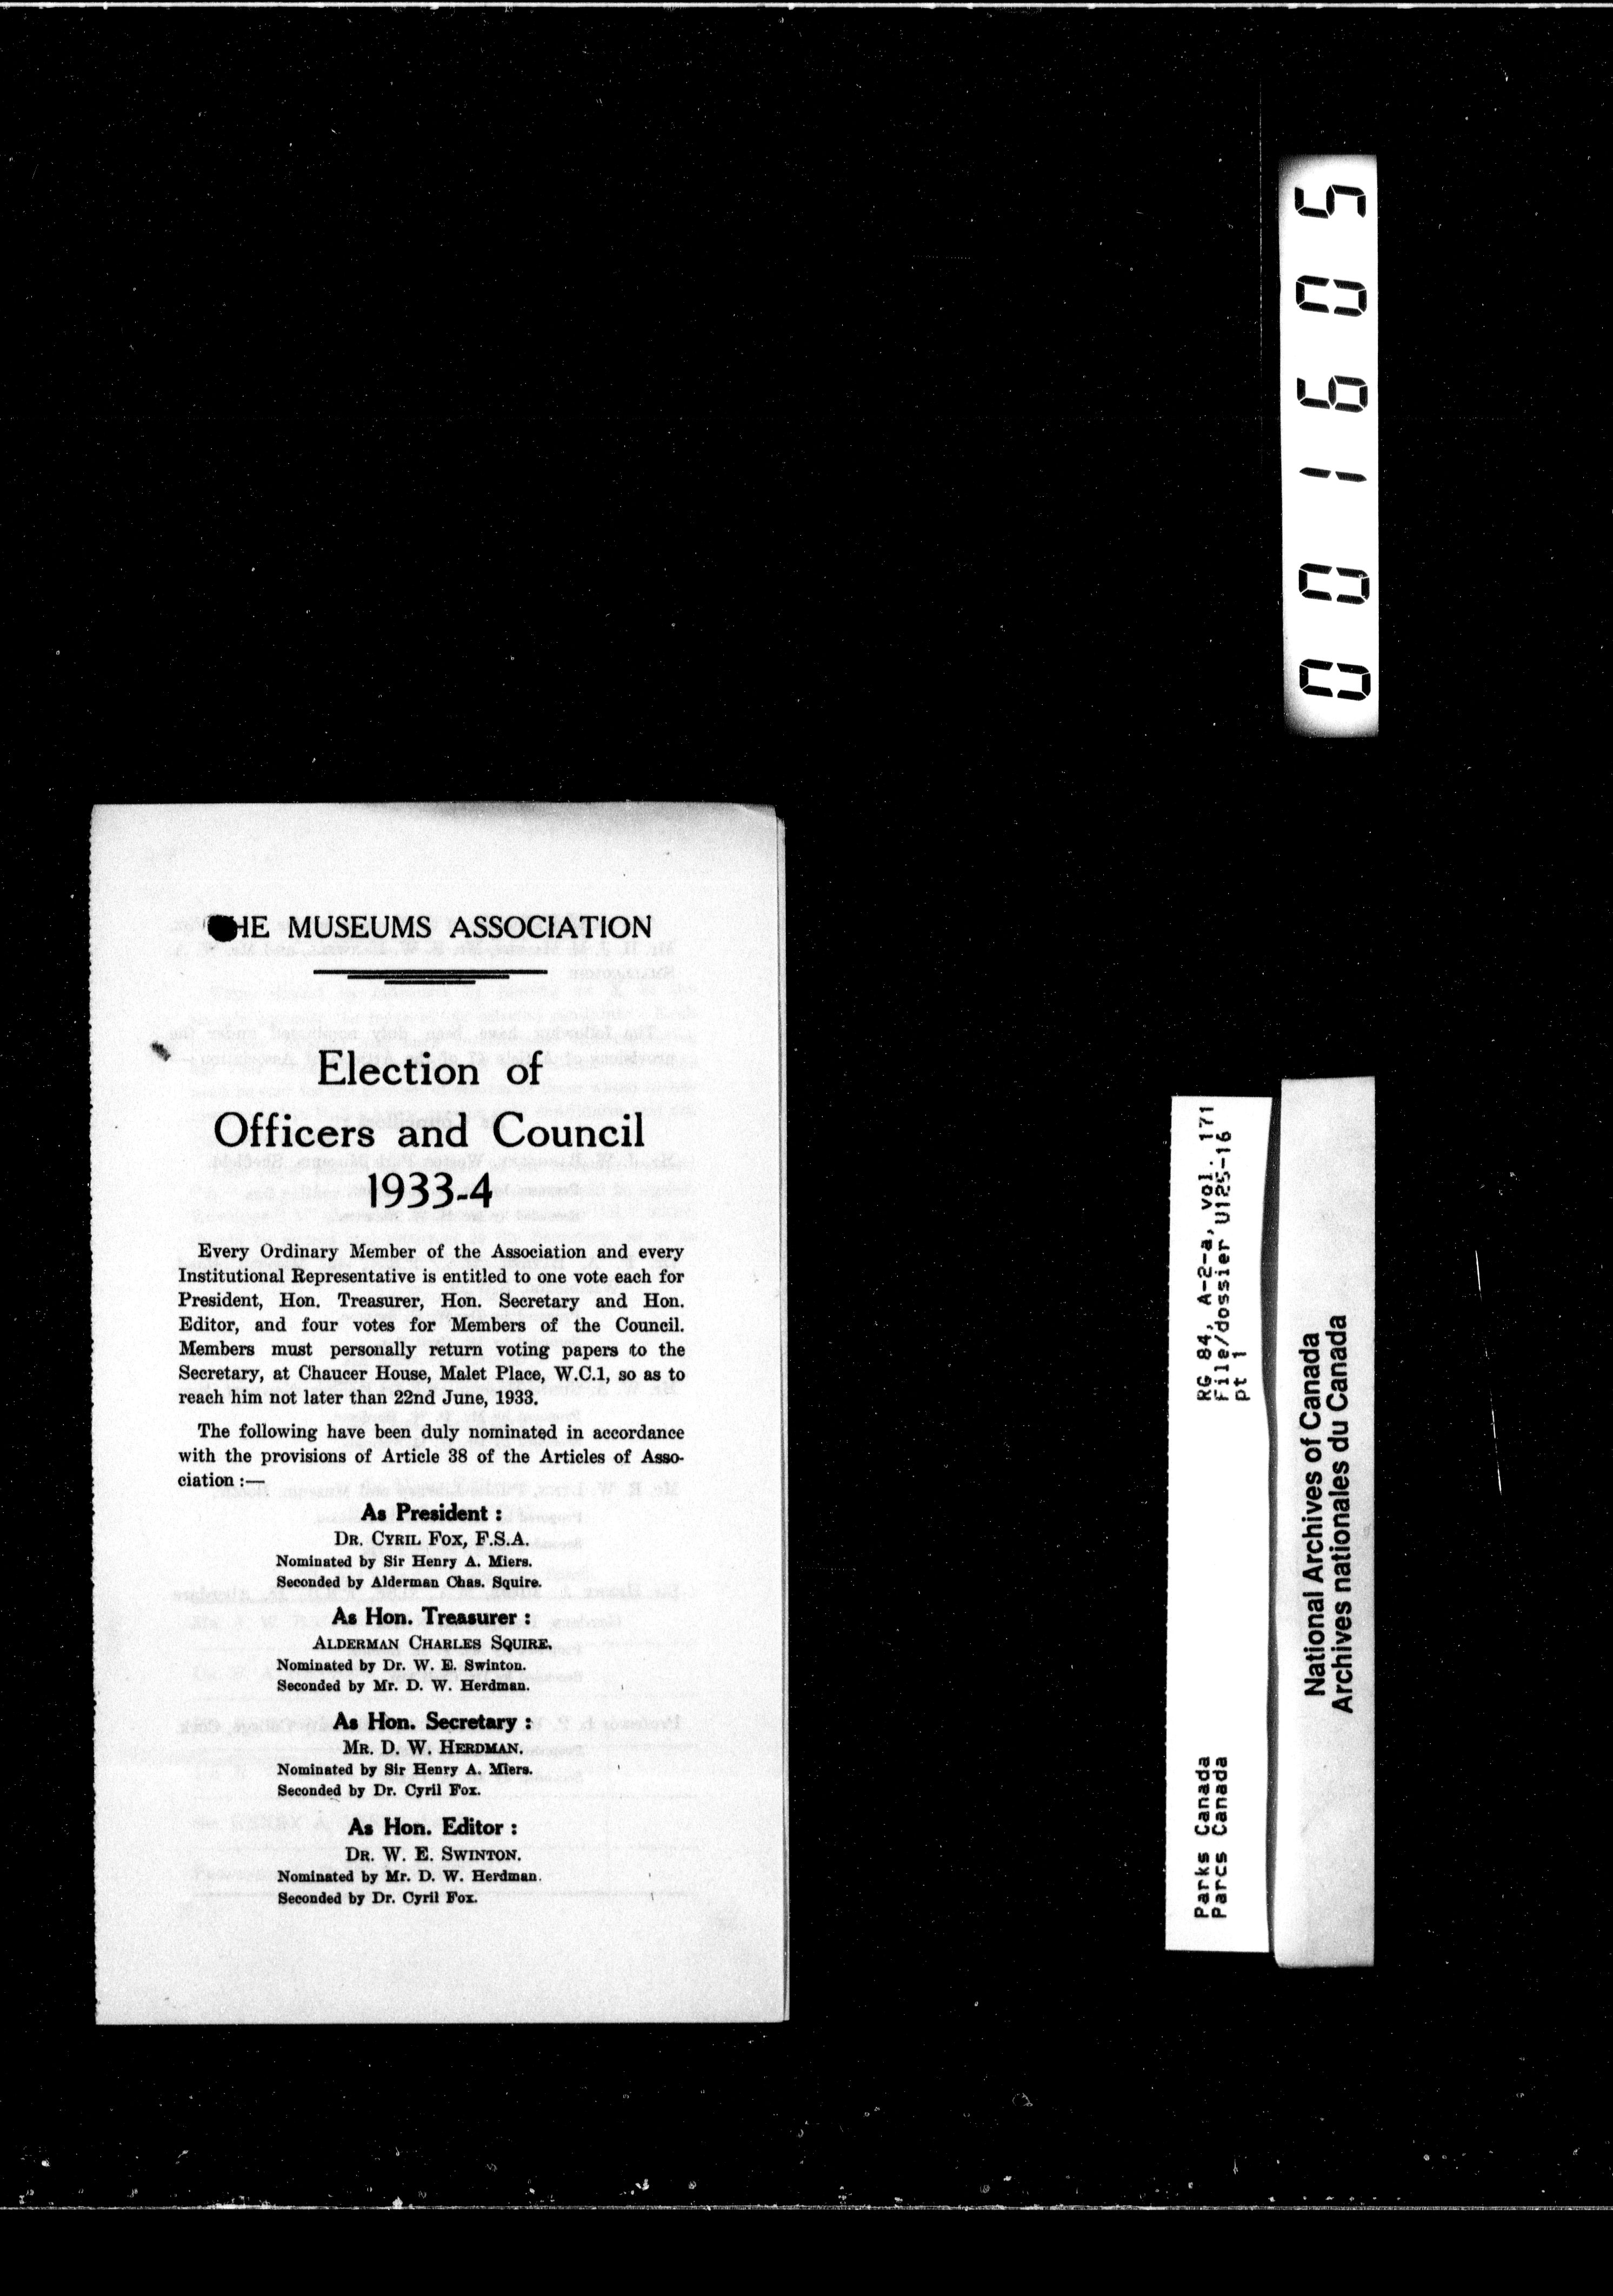 THE MUSEUMS ASSOCIATION
Election of
Officers and Council
1933-4
Every Ordinary Member of the Association and every
Institutional Representative is entitled to one vote each for
President, Hon. Treasurer, Hon. Secretary and Hon.
Editor, and four votes for Members of the Council.
Members must personally return voting papers to the
Secretary, at Chaucer House, Malet Place, W.C.1, so as to
reach him not later than 22nd June, 1933.
The following have been duly nominated in accordance
with the provisions of Article 38 of the Articles of Asso-
ciation :—
As President :
DR. CYRIL FOX, F.S.A.
Nominated by Sir Henry A. Miers.
Seconded by Alderman Chas. Squire.
As Hon. Treasurer :
ALDERMAN CHARLES SQUIRE.
Nominated by Dr. W. E. Swinton.
Seconded by Mr. D. W. Herdman.
As Hon. Secretary :
MR. D. W. HERDMAN.
Nominated by Sir Henry A. Miers.
Seconded by Dr. Cyril Fox.
As Hon. Editor :
DR. W. E. SWINTON.
Nominated by Mr. D. W. Herdman.
Seconded by Dr. Cyril Fox.
001605
Parks Canada
Parcs Canada
RG 84, A-2-a, vol. 171
File/dossier U125-16
pt 1
National Archives of Canada
Archives nationales du Canada